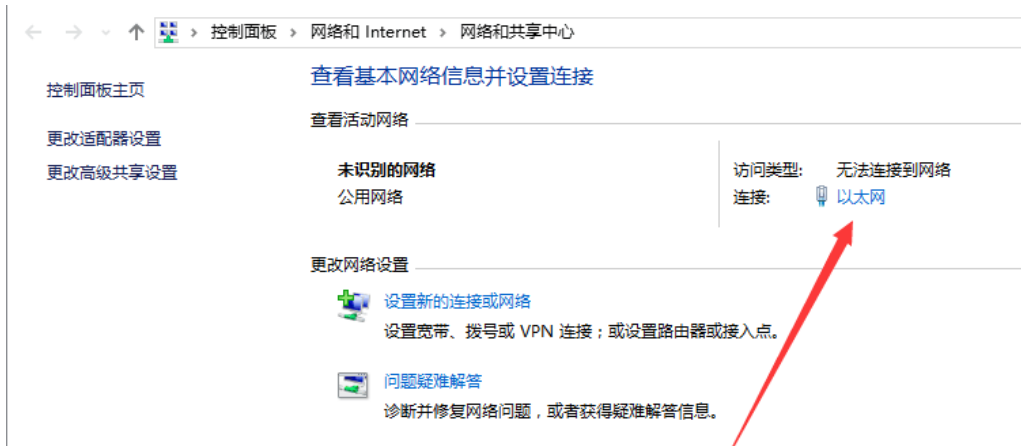 控制面板 › 网络和 Internet › 网络和共享中心
控制面板主页
更改适配器设置
更改高级共享设置
查看基本网络信息并设置连接
查看活动网络
未识别的网络
公用网络
访问类型: 无法连接到网络
连接: 以太网
更改网络设置
设置新的连接或网络
设置宽带、拨号或 VPN 连接；或设置路由器或接入点。
问题疑难解答
诊断并修复网络问题，或者获得疑难解答信息。